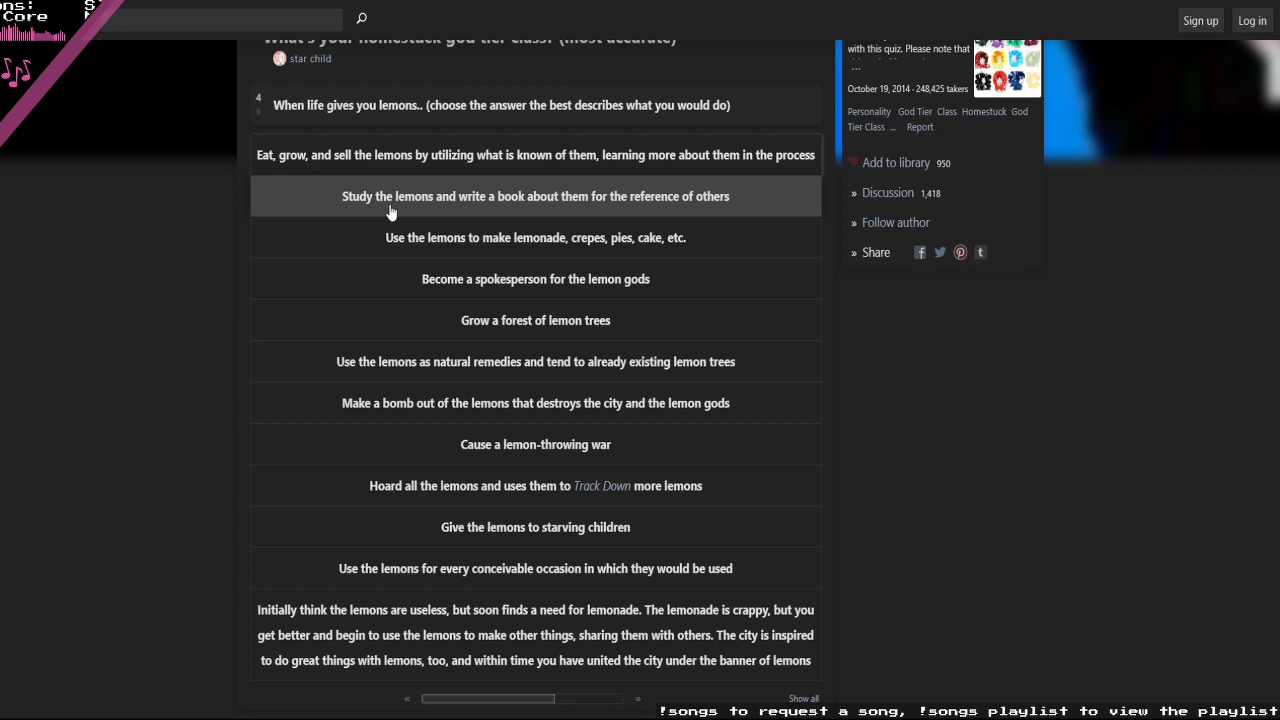 ons:
Core
Sign up
Log in
What's your homestuck god tier class? (most accurate)
star child
4
6
When life gives you lemons.. (choose the answer the best describes what you would do)
Eat, grow, and sell the lemons by utilizing what is known of them, learning more about them in the process
Study the lemons and write a book about them for the reference of others
Use the lemons to make lemonade, crepes, pies, cake, etc.
Become a spokesperson for the lemon gods
Grow a forest of lemon trees
Use the lemons as natural remedies and tend to already existing lemon trees
Make a bomb out of the lemons that destroys the city and the lemon gods
Cause a lemon-throwing war
Hoard all the lemons and uses them to Track Down more lemons
Give the lemons to starving children
Use the lemons for every conceivable occasion in which they would be used
Initially think the lemons are useless, but soon finds a need for lemonade. The lemonade is crappy, but you
get better and begin to use the lemons to make other things, sharing them with others. The city is inspired
to do great things with lemons, too, and within time you have united the city under the banner of lemons
«
»
Show all
with this quiz. Please note that
...
October 19, 2014 · 248,425 takers
Personality God Tier Class Homestuck God
Tier Class ... Report
Add to library 950
» Discussion 1,418
» Follow author
» Share
!songs to request a song, !songs playlist to view the playlist